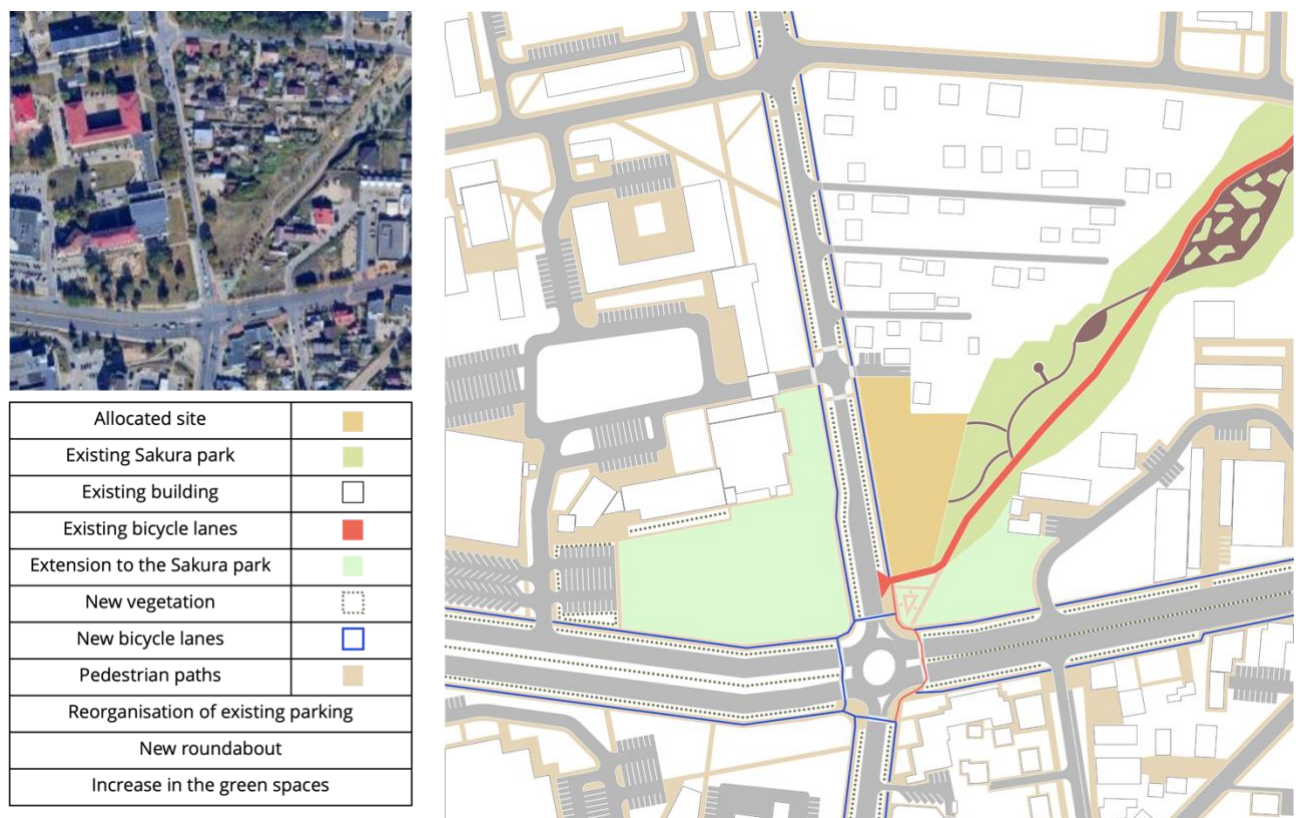 Allocated site
Existing Sakura park
Existing building
Existing bicycle lanes
Extension to the Sakura park
New vegetation
New bicycle lanes
Pedestrian paths
Reorganisation of existing parking
New roundabout
Increase in the green spaces